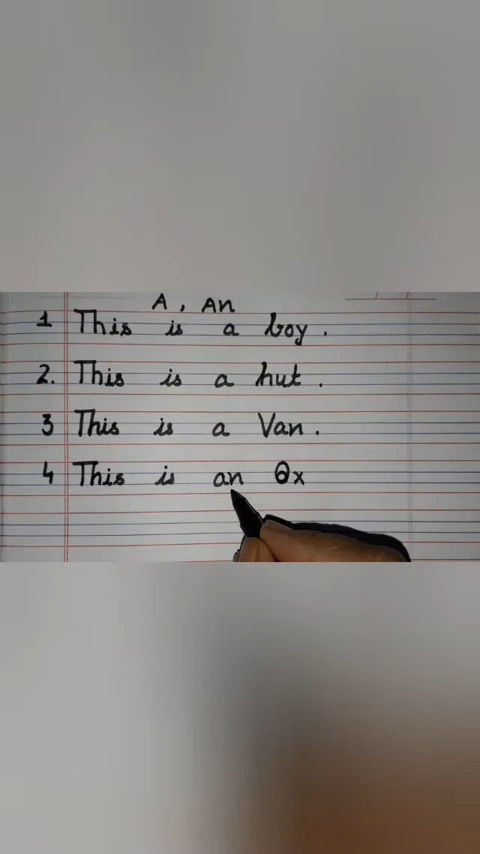 A, An
1 This is a boy.
2. This is a hut.
3 This is a Van.
4 This is an Ox